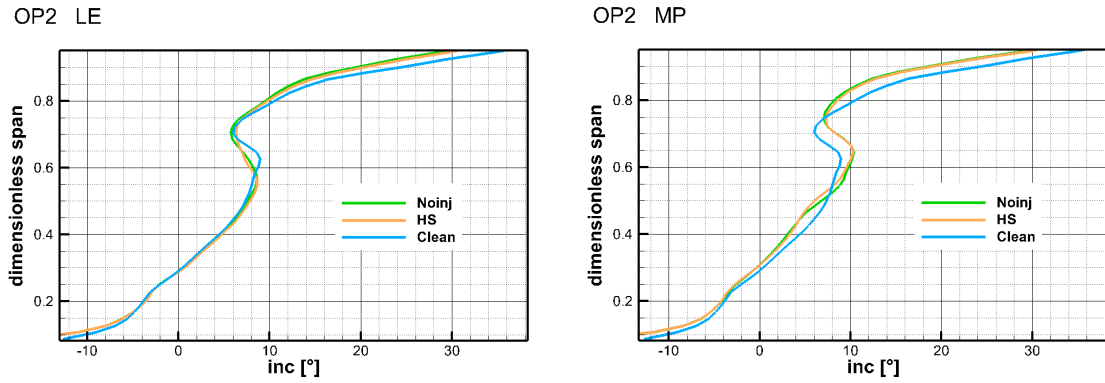 OP2 LE
OP2 MP
dimensionless span
0.8
0.6
0.4
0.2
Noinj
HS
Clean
-10 0 10 20 30
inc [°]
dimensionless span
0.8
0.6
0.4
0.2
Noinj
HS
Clean
-10 0 10 20 30
inc [°]